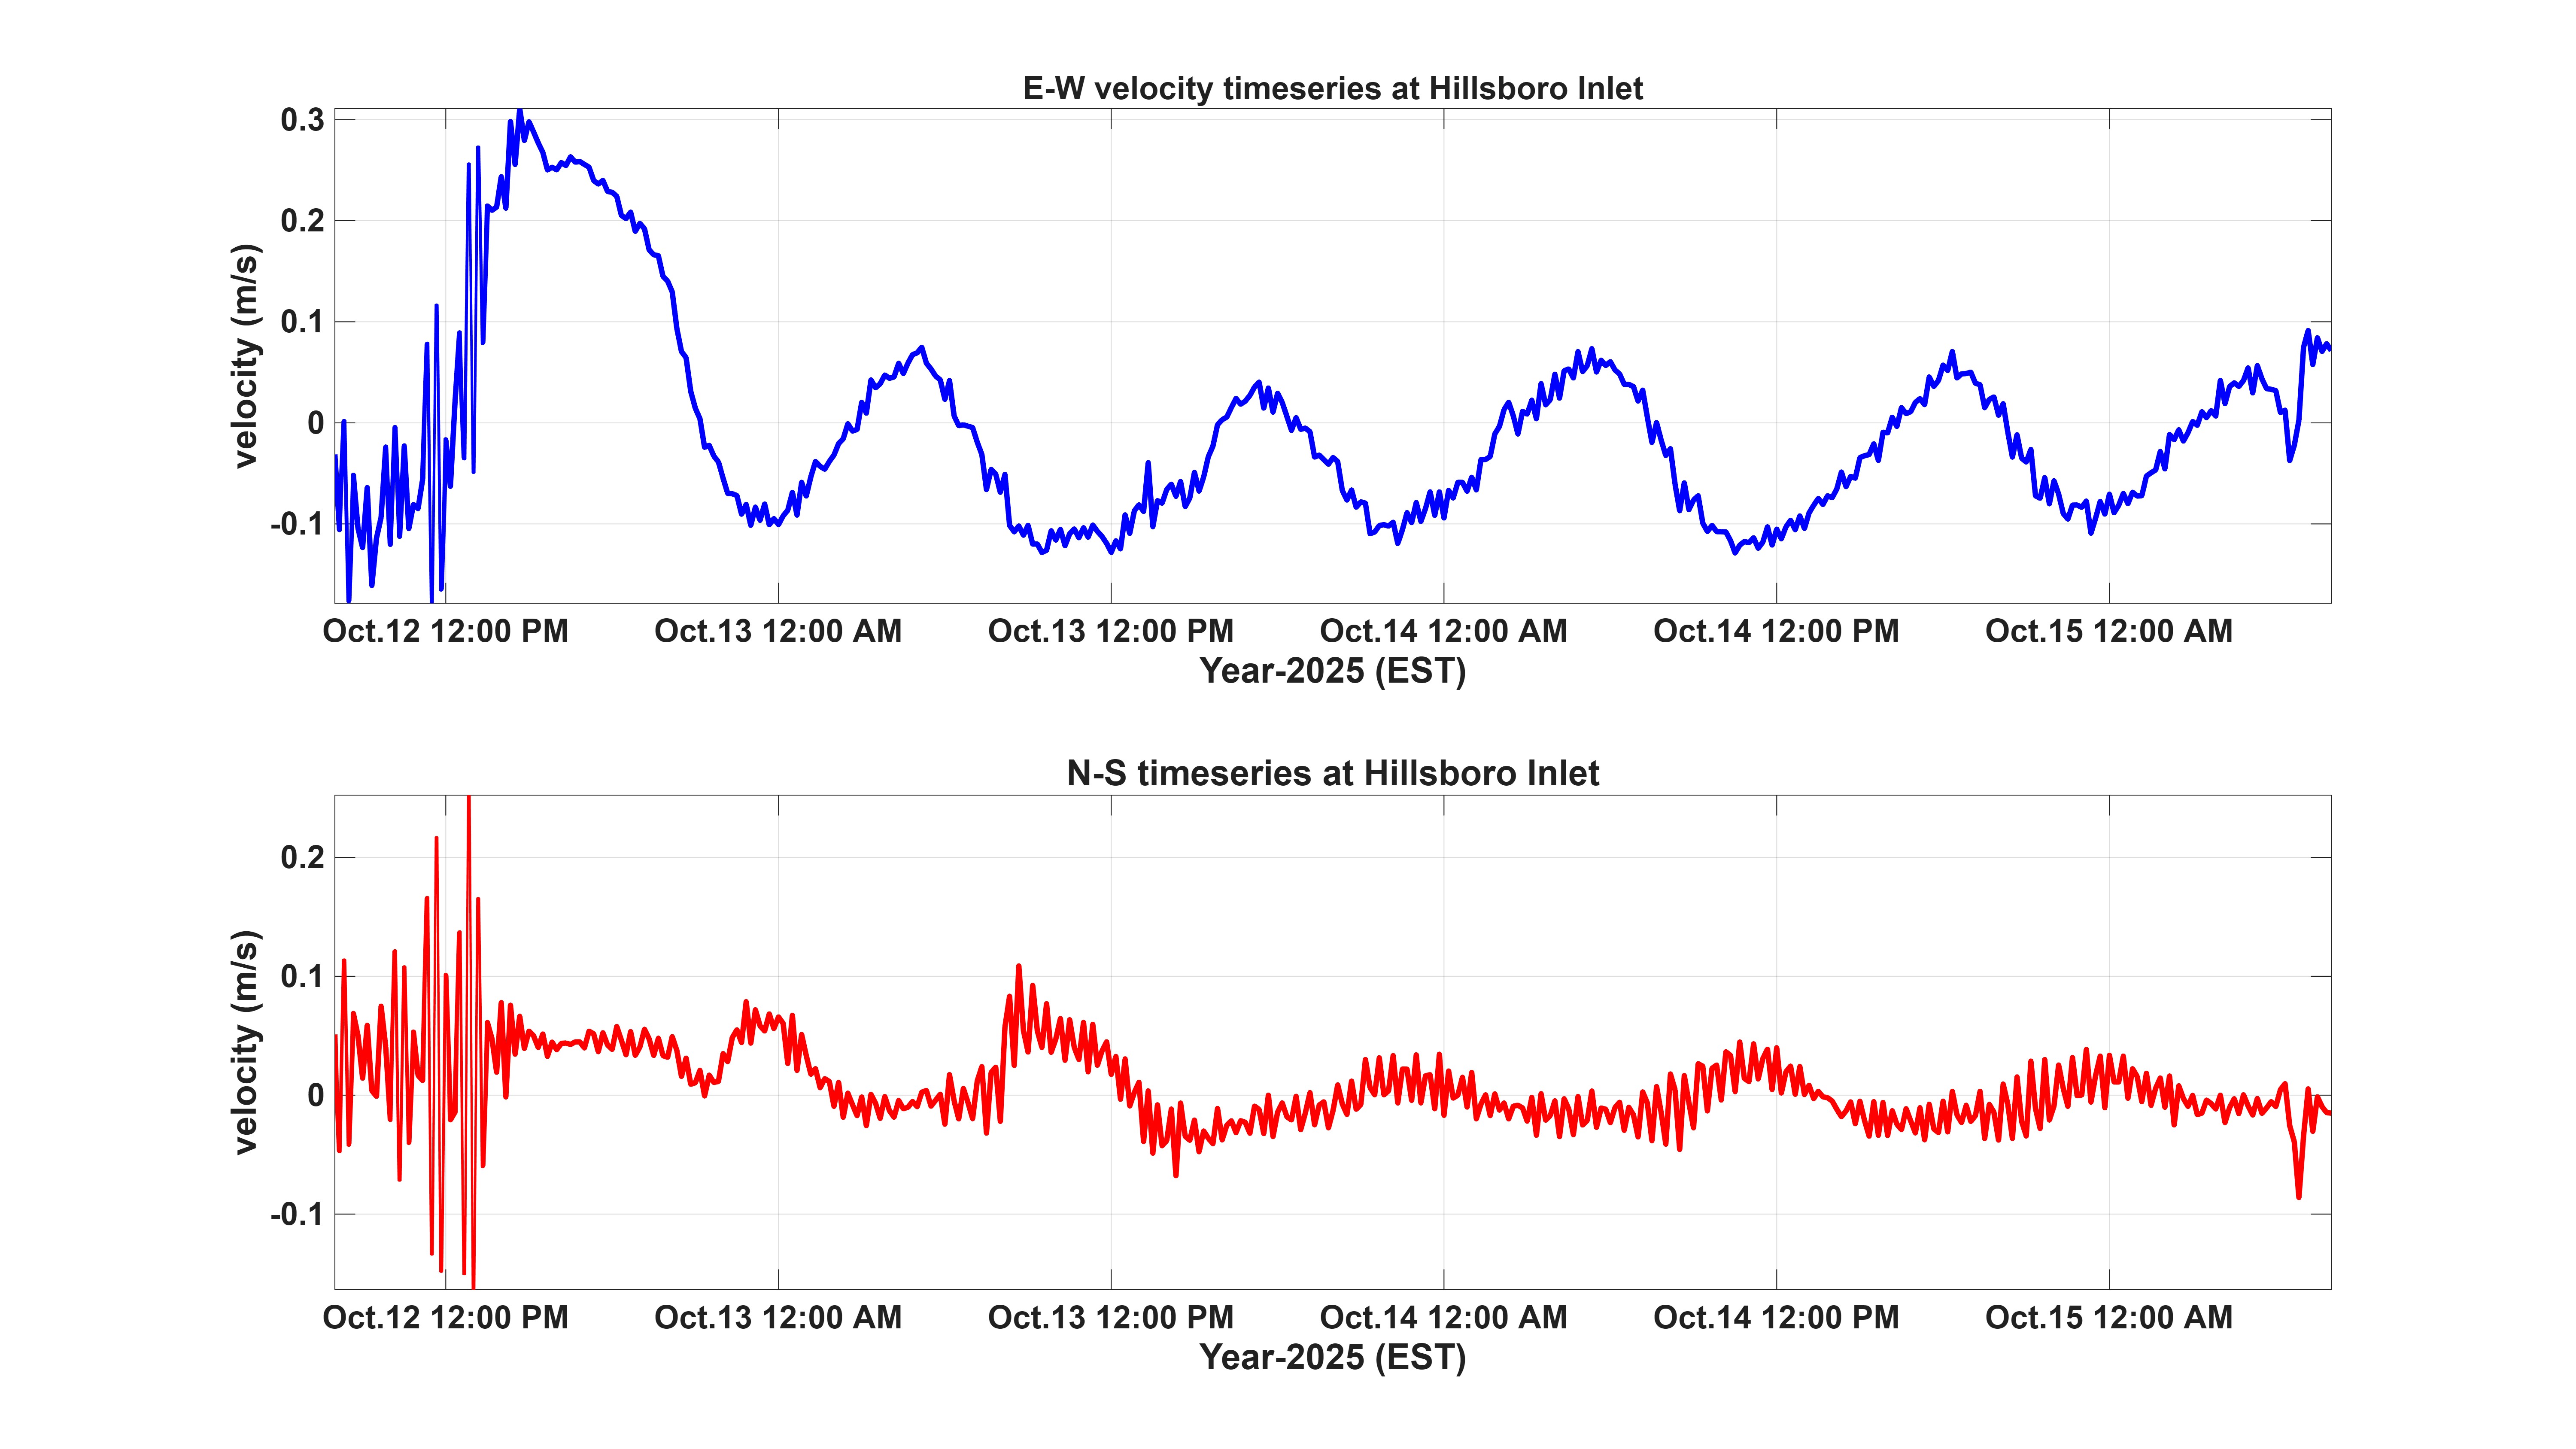 E-W velocity timeseries at Hillsboro Inlet
0.3
0.2
0.1
0
-0.1
velocity (m/s)
Oct.12 12:00 PM Oct.13 12:00 AM Oct.13 12:00 PM Oct.14 12:00 AM Oct.14 12:00 PM Oct.15 12:00 AM
Year-2025 (EST)
N-S timeseries at Hillsboro Inlet
0.2
0.1
0
-0.1
velocity (m/s)
Oct.12 12:00 PM Oct.13 12:00 AM Oct.13 12:00 PM Oct.14 12:00 AM Oct.14 12:00 PM Oct.15 12:00 AM
Year-2025 (EST)